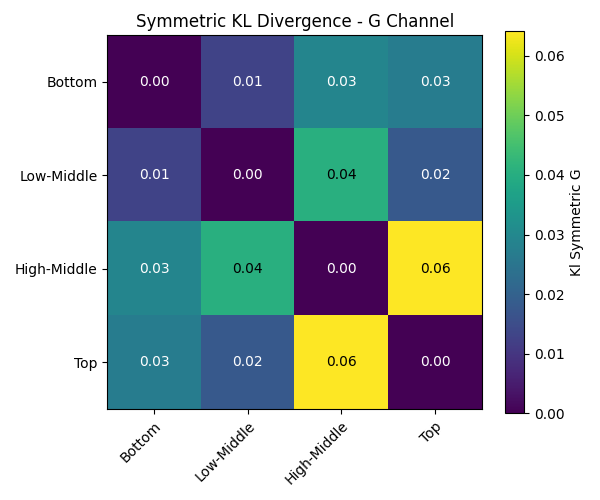 Symmetric KL Divergence - G Channel
Bottom 0.00 0.01 0.03 0.03
Low-Middle 0.01 0.00 0.04 0.02
High-Middle 0.03 0.04 0.00 0.06
Top 0.03 0.02 0.06 0.00
Bottom Low-Middle High-Middle Top
0.06
0.05
0.04
0.03
0.02
0.01
0.00
Kl Symmetric G